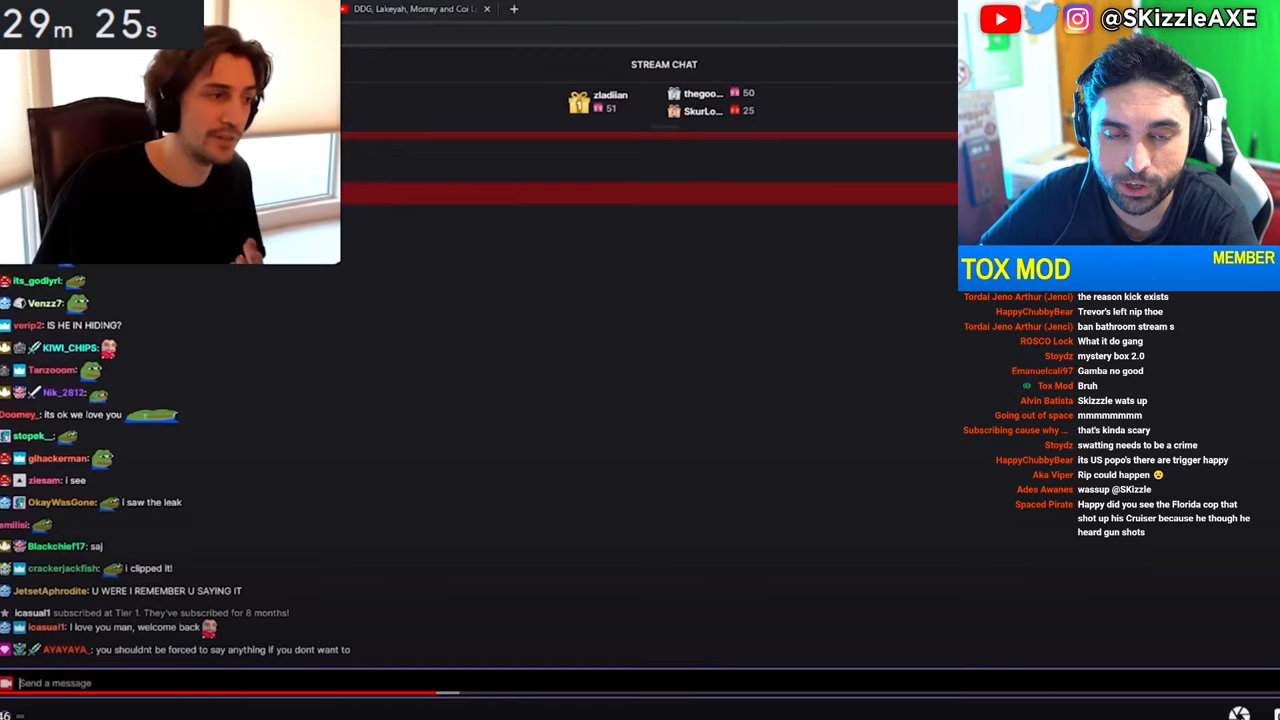 29m 25s
DDG, Lakeyah, Morray and Coi L
STREAM CHAT
zladiian
51
thegoo... 50
SkurLo... 25
its_godlyrl:
Venzz7:
verip2: IS HE IN HIDING?
KIWI_CHIPS:
Tanzooom:
Nik_2812:
Doomey_: its ok we love you
stopek__:
gihackerman:
ziesam: i see
OkayWasGone: i saw the leak
emilisi:
Blackchief17: saj
crackerjackfish: i clipped it!
JetsetAphrodite: U WERE I REMEMBER U SAYING IT
icasual1 subscribed at Tier 1. They've subscribed for 8 months!
icasual1: I love you man, welcome back
AYAYAYA_: you shouldnt be forced to say anything if you dont want to
Send a message
46
@SKizzleAXE
TOX MOD
MEMBER
Tordai Jeno Arthur (Jenci) the reason kick exists
HappyChubbyBear Trevor's left nip thoe
Tordai Jeno Arthur (Jenci) ban bathroom stream s
ROSCO Lock What it do gang
Stoydz mystery box 2.0
Emanuelcali97 Gamba no good
Tox Mod Bruh
Alvin Batista Skizzzle wats up
Going out of space mmmmmmmm
Subscribing cause why ... that's kinda scary
Stoydz swatting needs to be a crime
HappyChubbyBear its US popo's there are trigger happy
Aka Viper Rip could happen 😮
Ades Awanes wassup @SKizzle
Spaced Pirate Happy did you see the Florida cop that
shot up his Cruiser because he though he
heard gun shots